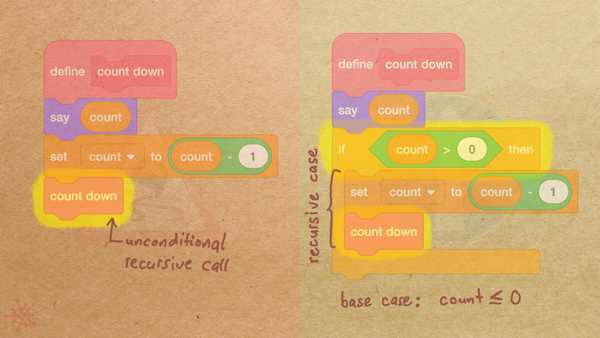 define count down
say count
set count to count - 1
count down
unconditional
recursive call
define count down
say count
if count > 0 then
recursive case
set count to count - 1
count down
base case: count ≤ 0